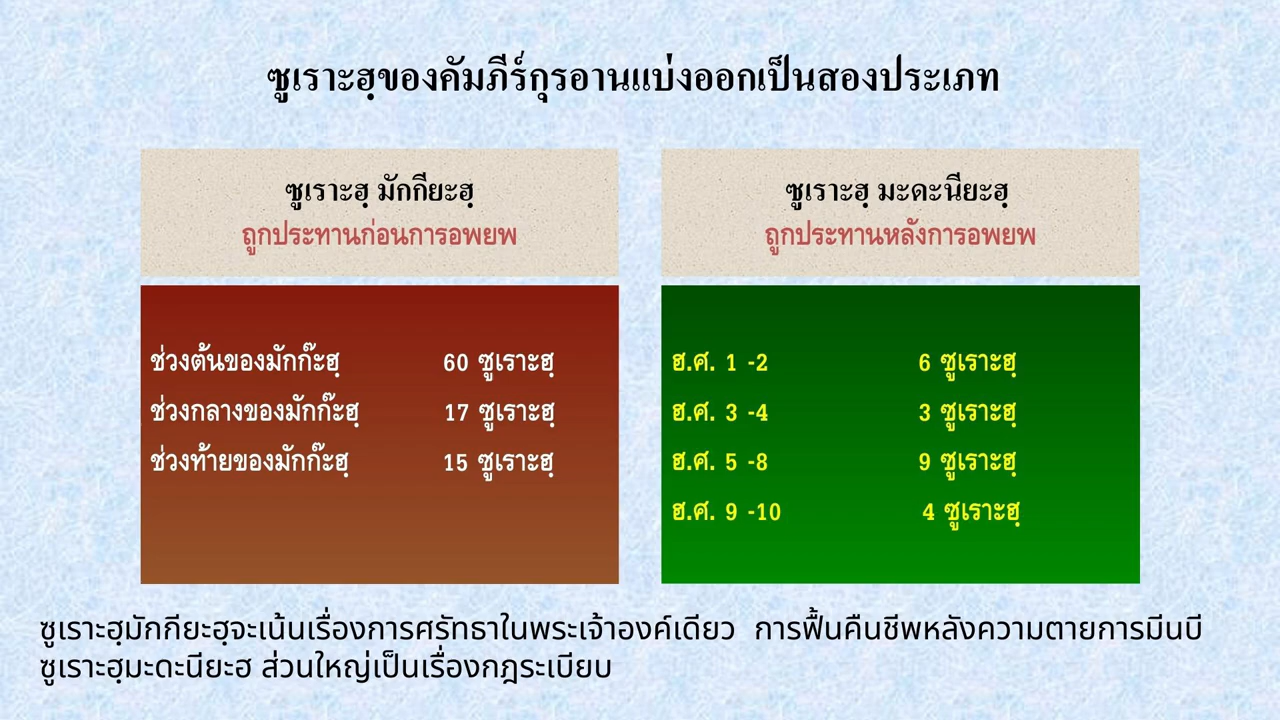 ซูเราะฮฺของคัมภีร์กุรอานแบ่งออกเป็นสองประเภท
ซูเราะฮฺ มักกียะฮฺ
ถูกประทานก่อนการอพยพ
ช่วงต้นของมักก๊ะฮฺ 60 ซูเราะฮฺ
ช่วงกลางของมักก๊ะฮฺ 17 ซูเราะฮฺ
ช่วงท้ายของมักก๊ะฮฺ 15 ซูเราะฮฺ
ซูเราะฮฺ มะดะนียะฮฺ
ถูกประทานหลังการอพยพ
ฮ.ศ. 1 -2 6 ซูเราะฮฺ
ฮ.ศ. 3 -4 3 ซูเราะฮฺ
ฮ.ศ. 5 -8 9 ซูเราะฮฺ
ฮ.ศ. 9 -10 4 ซูเราะฮฺ
ซูเราะฮฺมักกียะฮฺจะเน้นเรื่องการศรัทธาในพระเจ้าองค์เดียว การฟื้นคืนชีพหลังความตายการมีนบี
ซูเราะฮฺมะดะนียะฮ ส่วนใหญ่เป็นเรื่องกฎระเบียบ